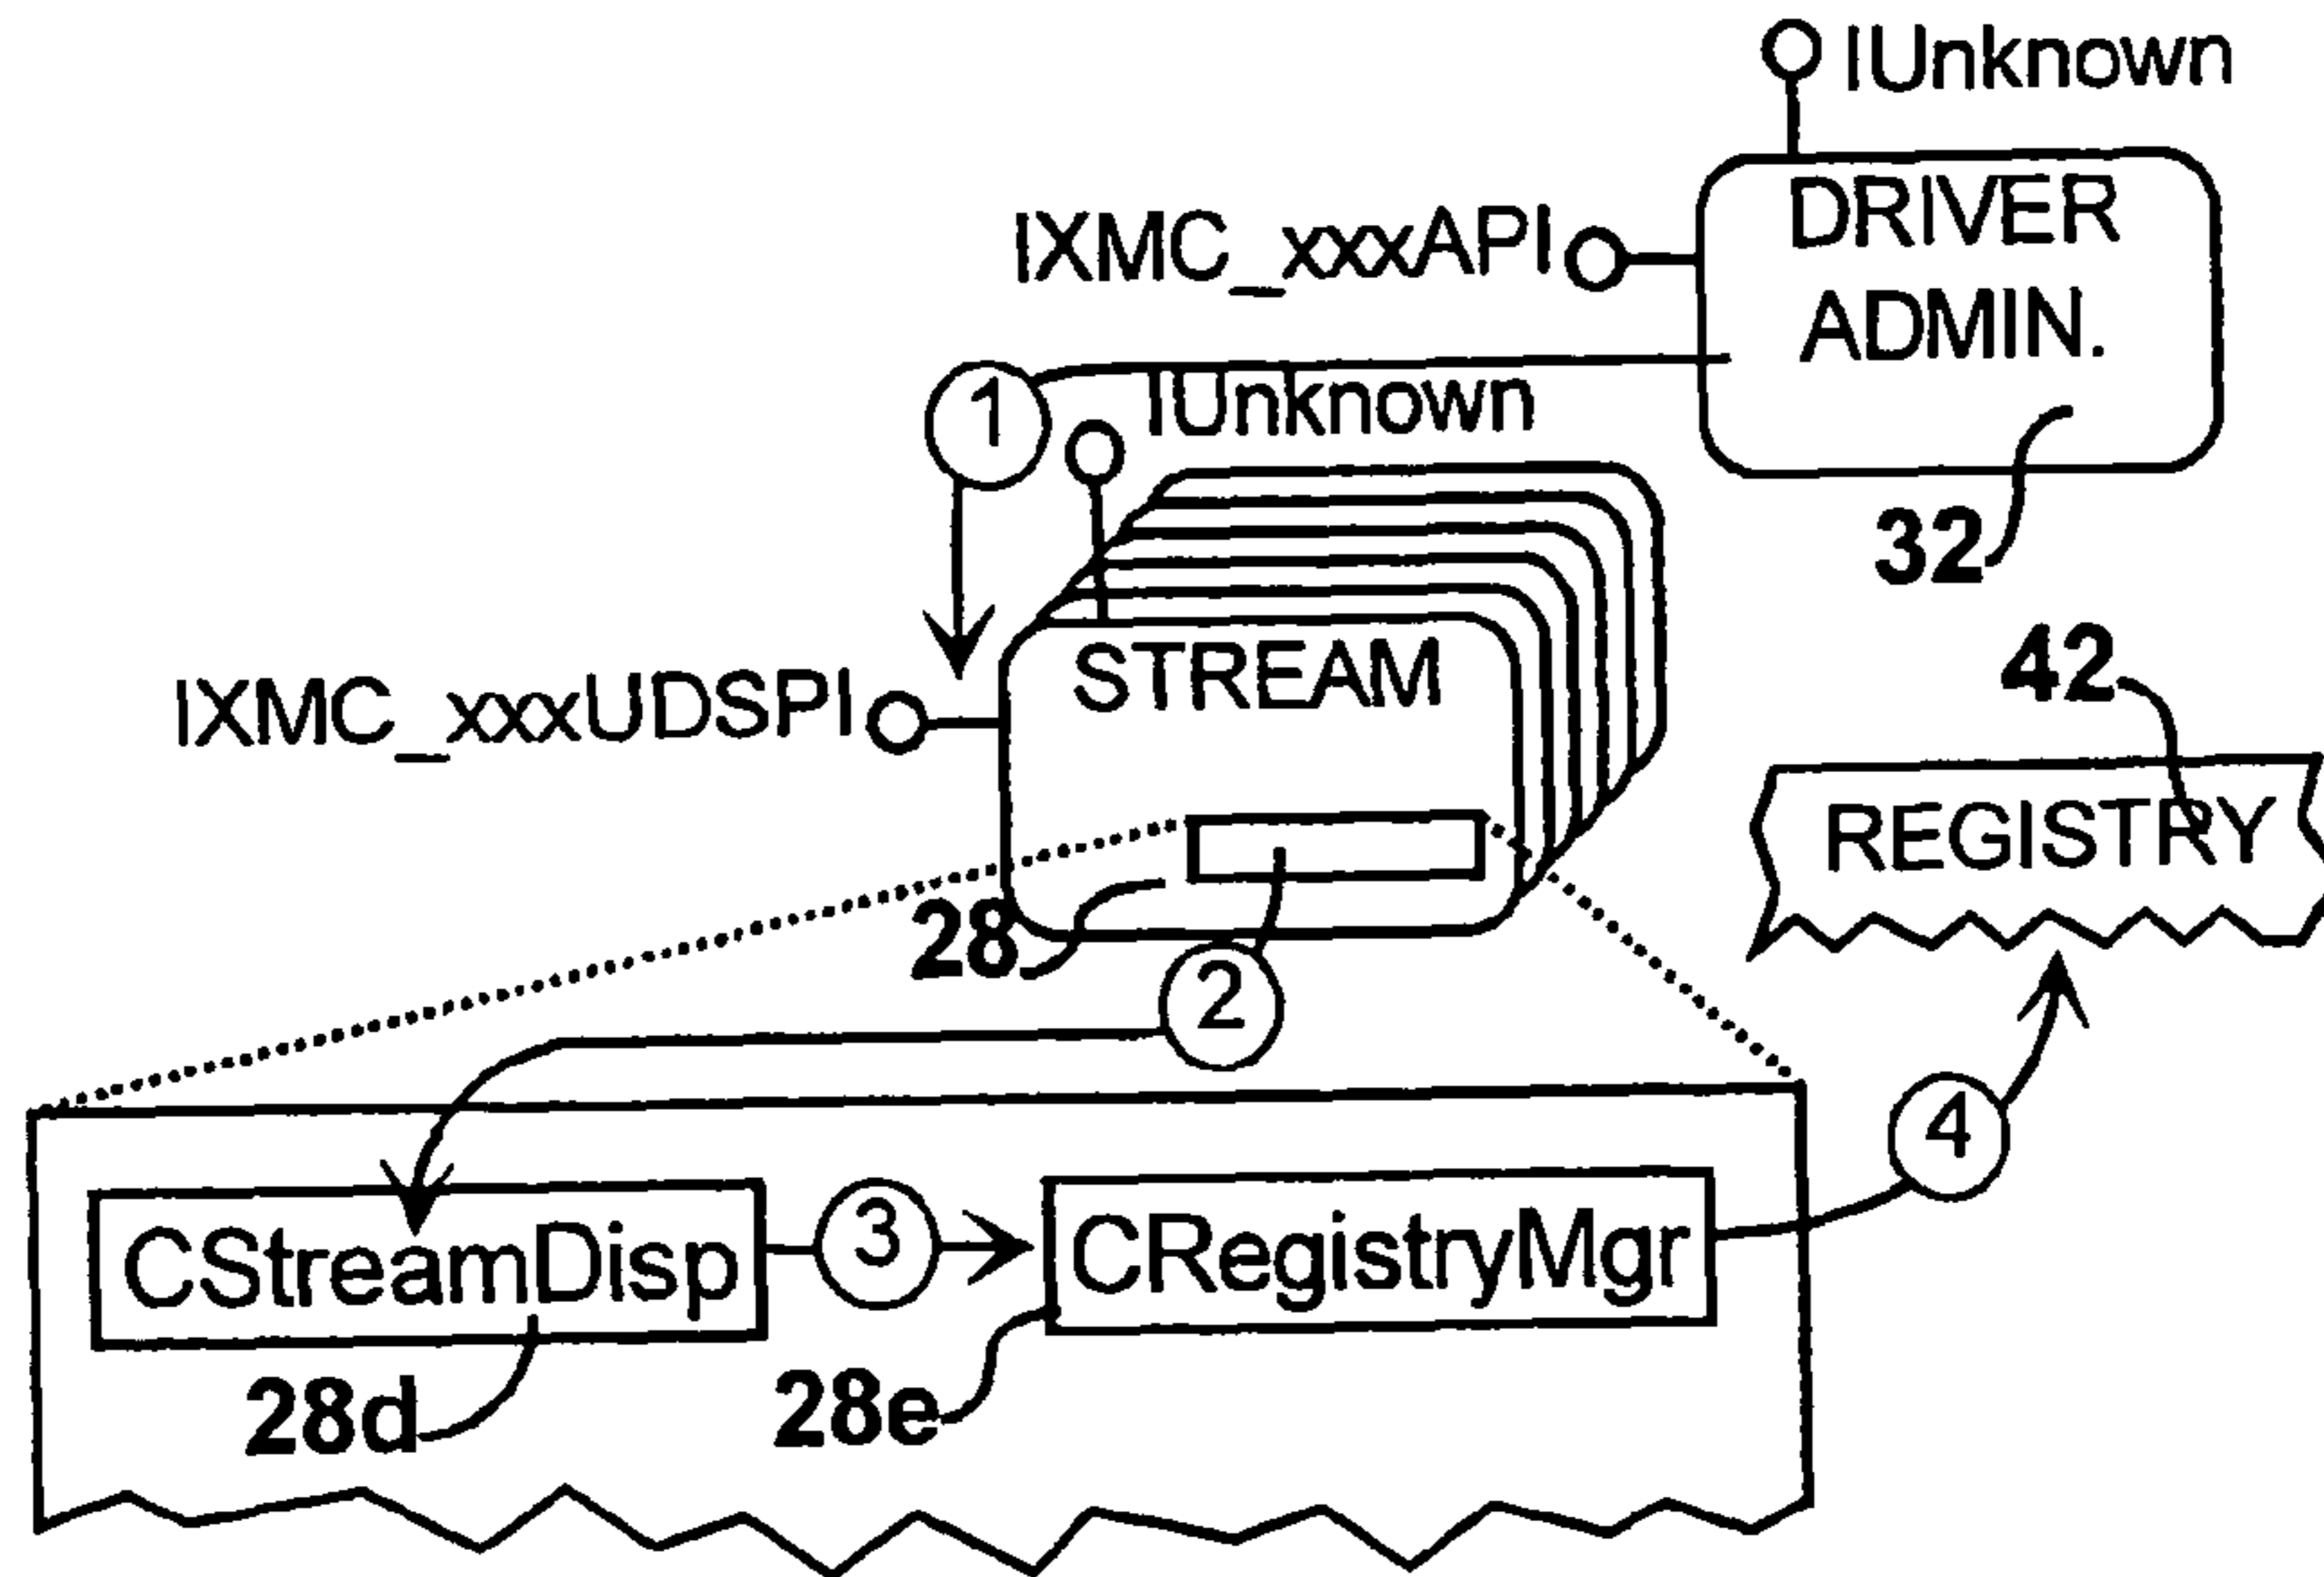 IUnknown
DRIVER
ADMIN.
IXMC_xxxAPI
32
1
IUnknown
STREAM
IXMC_xxxUDSPI
42
REGISTRY
28
2
4
CStreamDisp
3
CRegistryMgr
28d
28e